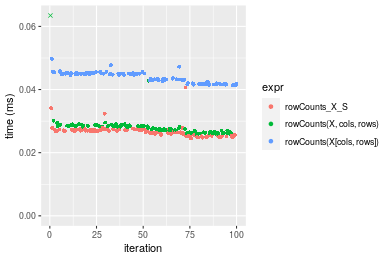 0.06
0.04
0.02
0.00
time (ms)
0
25
50
75
100
iteration
expr
rowCounts_X_S
rowCounts(X, cols, rows)
rowCounts(X[cols, rows])